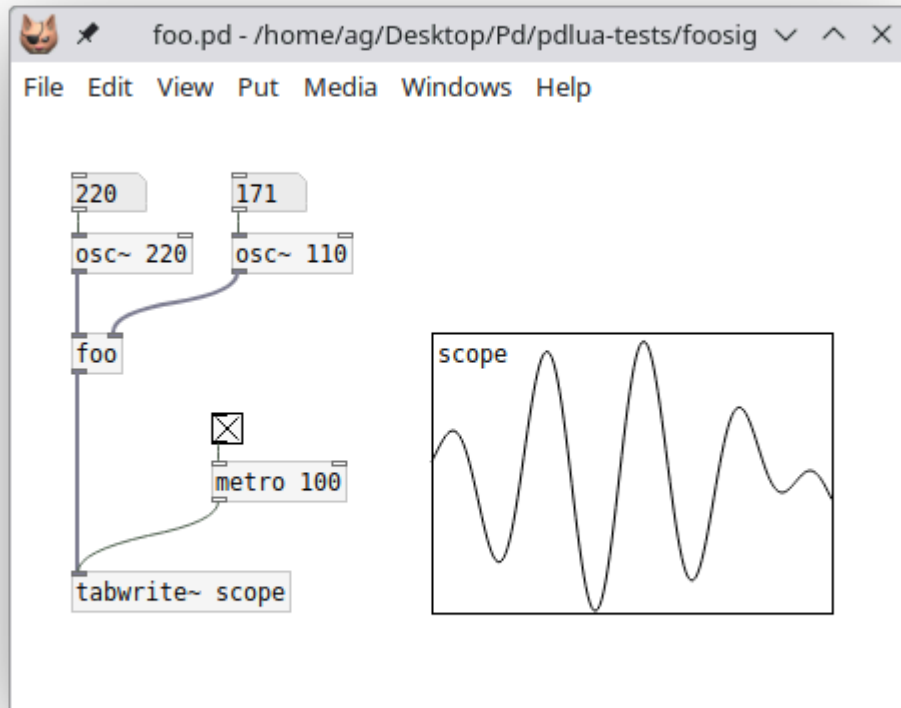 foo.pd - /home/ag/Desktop/Pd/pdlua-tests/foosig
File Edit View Put Media Windows Help
220 171
osc~ 220 osc~ 110
foo
scope
metro 100
tabwrite~ scope